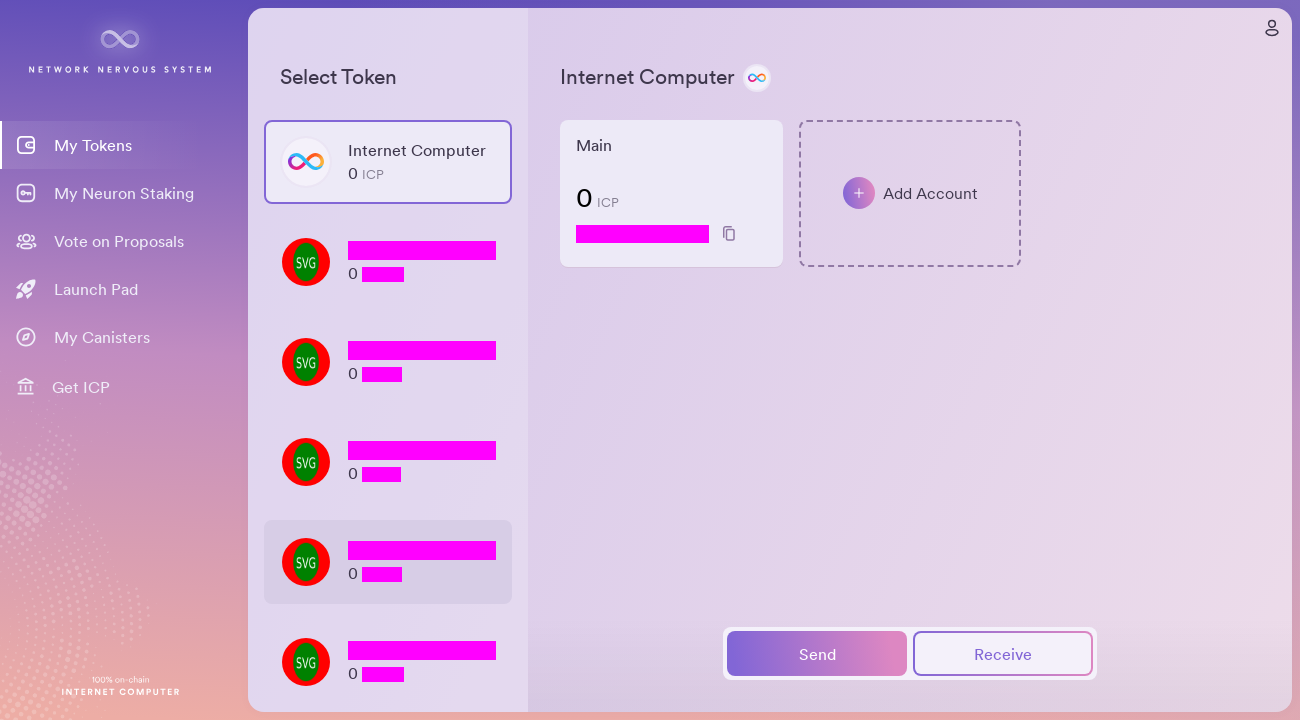 NETWORK NERVOUS SYSTEM
My Tokens
My Neuron Staking
Vote on Proposals
Launch Pad
My Canisters
Get ICP
100% on-chain
INTERNET COMPUTER
Select Token
Internet Computer
0 ICP
SVG
0
SVG
0
SVG
0
SVG
0
SVG
0
Internet Computer
Main
0 ICP
Add Account
Send
Receive